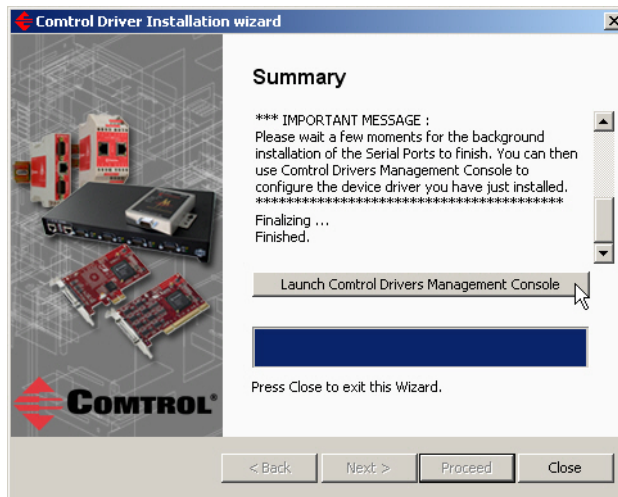 Comtrol Driver Installation wizard
Summary
*** IMPORTANT MESSAGE :
Please wait a few moments for the background
installation of the Serial Ports to finish. You can then
use Comtrol Drivers Management Console to
configure the device driver you have just installed.
********************************************
Finalizing ...
Finished.
Launch Comtrol Drivers Management Console
Press Close to exit this Wizard.
COMTROL®
< Back
Next >
Proceed
Close